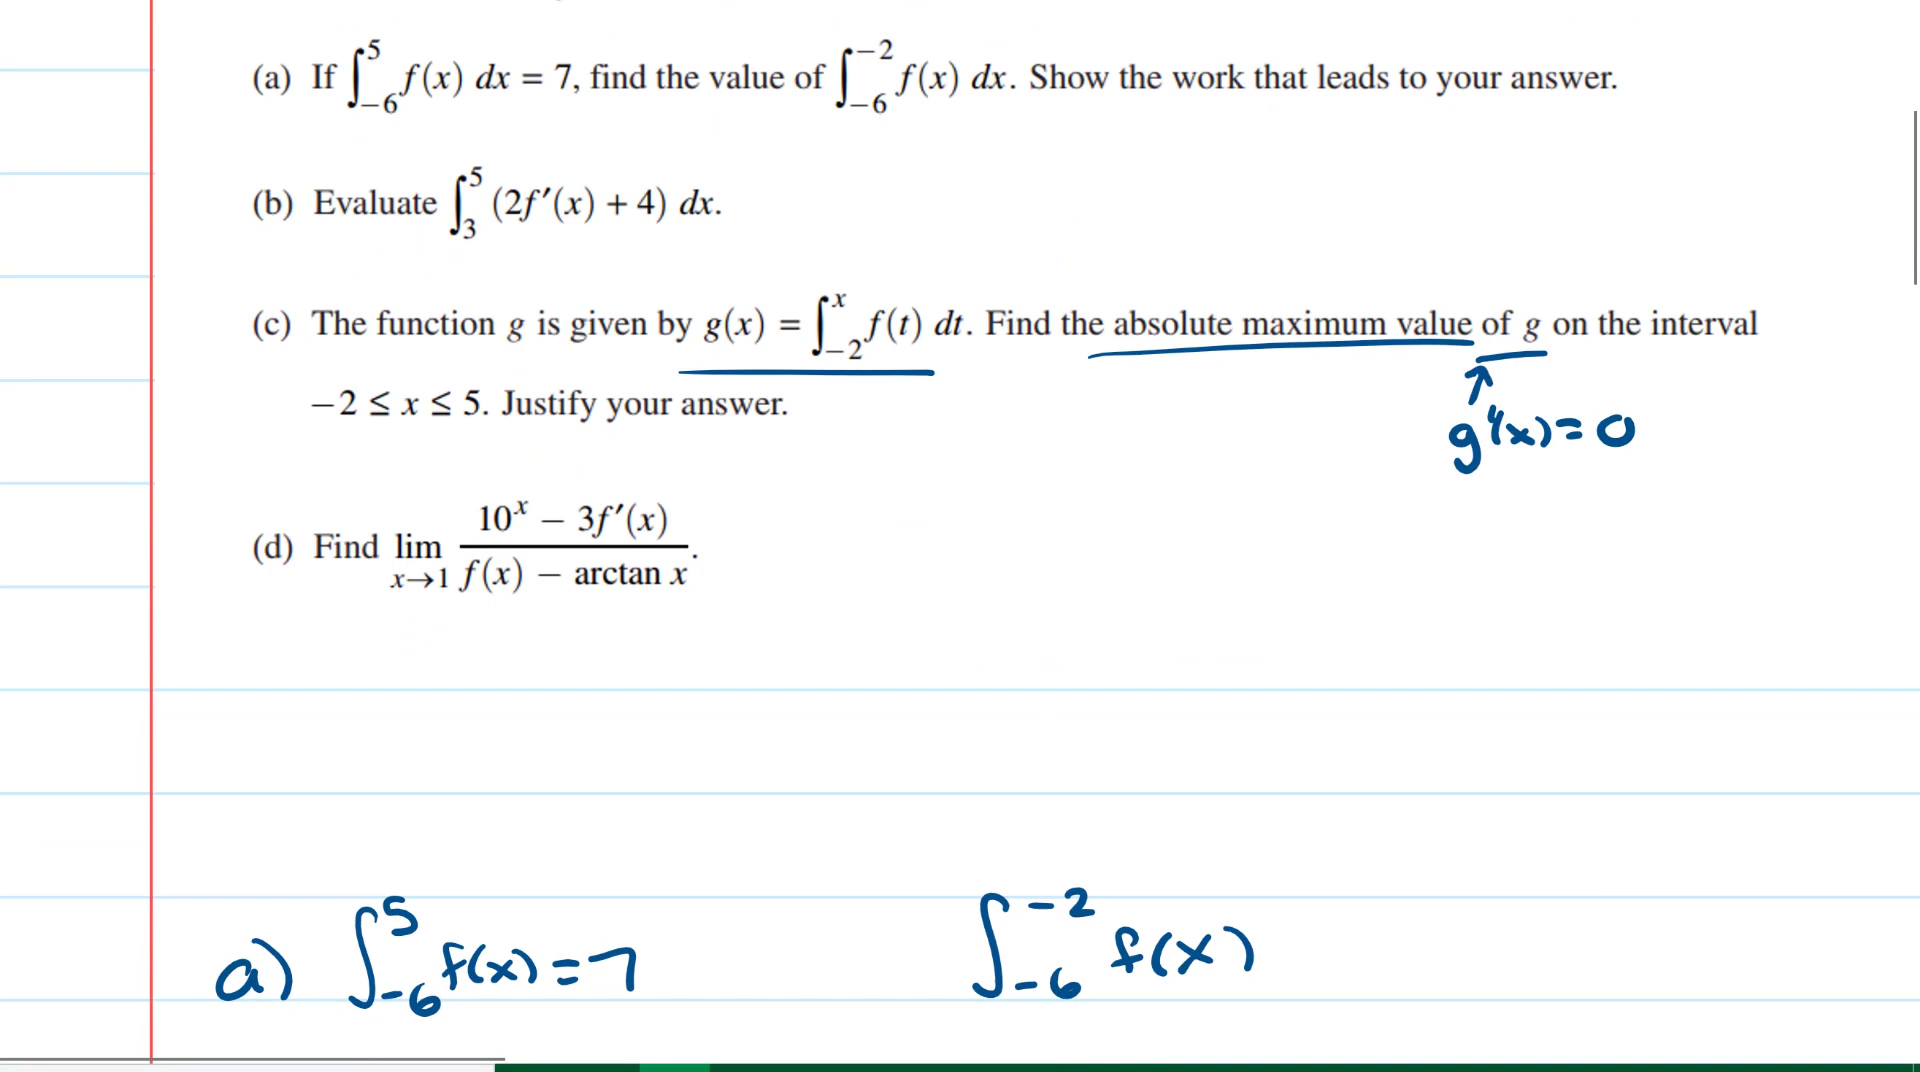 (a) If ∫_{-6}^{5} f(x) dx = 7, find the value of ∫_{-6}^{-2} f(x) dx. Show the work that leads to your answer.
(b) Evaluate ∫_{3}^{5} (2f′(x) + 4) dx.
(c) The function g is given by g(x) = ∫_{-2}^{x} f(t) dt. Find the absolute maximum value of g on the interval
−2 ≤ x ≤ 5. Justify your answer.
g'(x)=0
(d) Find lim_{x→1} (10^x − 3f′(x)) / (f(x) − arctan x).
a) ∫_{-6}^{5} f(x) = 7    ∫_{-6}^{-2} f(x)